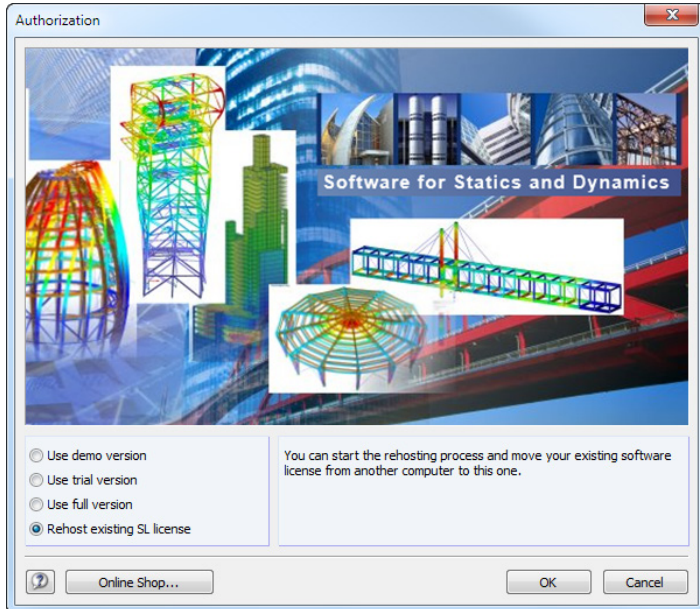 Authorization
Software for Statics and Dynamics
Use demo version
Use trial version
Use full version
Rehost existing SL license
You can start the rehosting process and move your existing software
license from another computer to this one.
Online Shop...
OK
Cancel